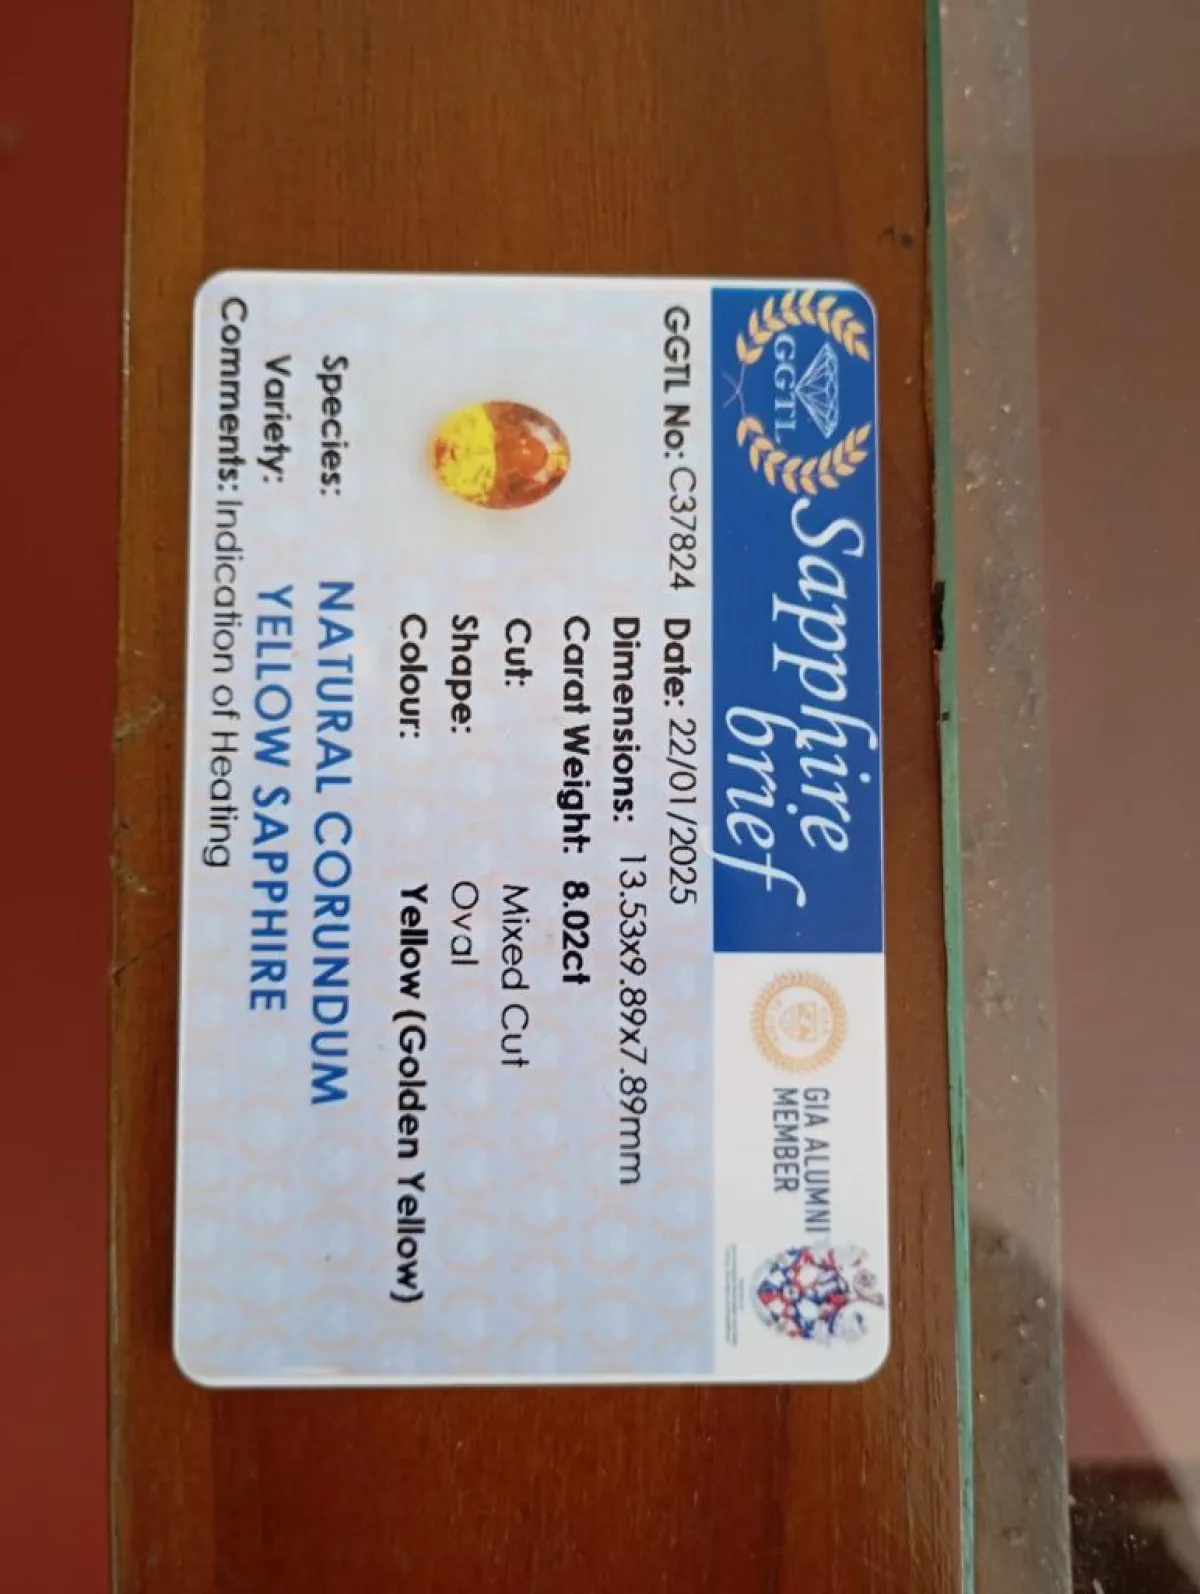 GGTL
Sapphire
brief
GIA ALUMNI
MEMBER
GGTL No: C37824 Date: 22/01/2025
Dimensions: 13.53x9.89x7.89mm
Carat Weight: 8.02ct
Cut: Mixed Cut
Shape: Oval
Colour: Yellow (Golden Yellow)
Species: NATURAL CORUNDUM
Variety: YELLOW SAPPHIRE
Comments: Indication of Heating